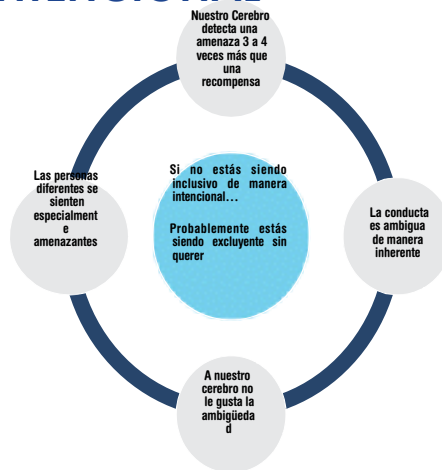 Nuestro Cerebro
detecta una
amenaza 3 a 4
veces más que
una
recompensa
Las personas
diferentes se
sienten
especialment
e
amenazantes
Si no estás siendo
inclusivo de manera
intencional…
Probablemente estás
siendo excluyente sin
querer
La conducta
es ambigua
de manera
inherente
A nuestro
cerebro no
le gusta la
ambigüeda
d